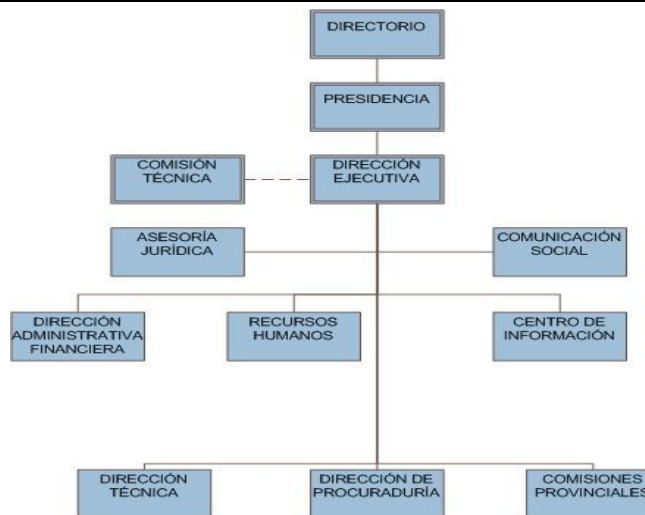 DIRECTORIO
PRESIDENCIA
COMISIÓN
TÉCNICA
DIRECCIÓN
EJECUTIVA
ASESORÍA
JURÍDICA
COMUNICACIÓN
SOCIAL
DIRECCIÓN
ADMINISTRATIVA
FINANCIERA
RECURSOS
HUMANOS
CENTRO DE
INFORMACIÓN
DIRECCIÓN
TÉCNICA
DIRECCIÓN DE
PROCURADURÍA
COMISIONES
PROVINCIALES